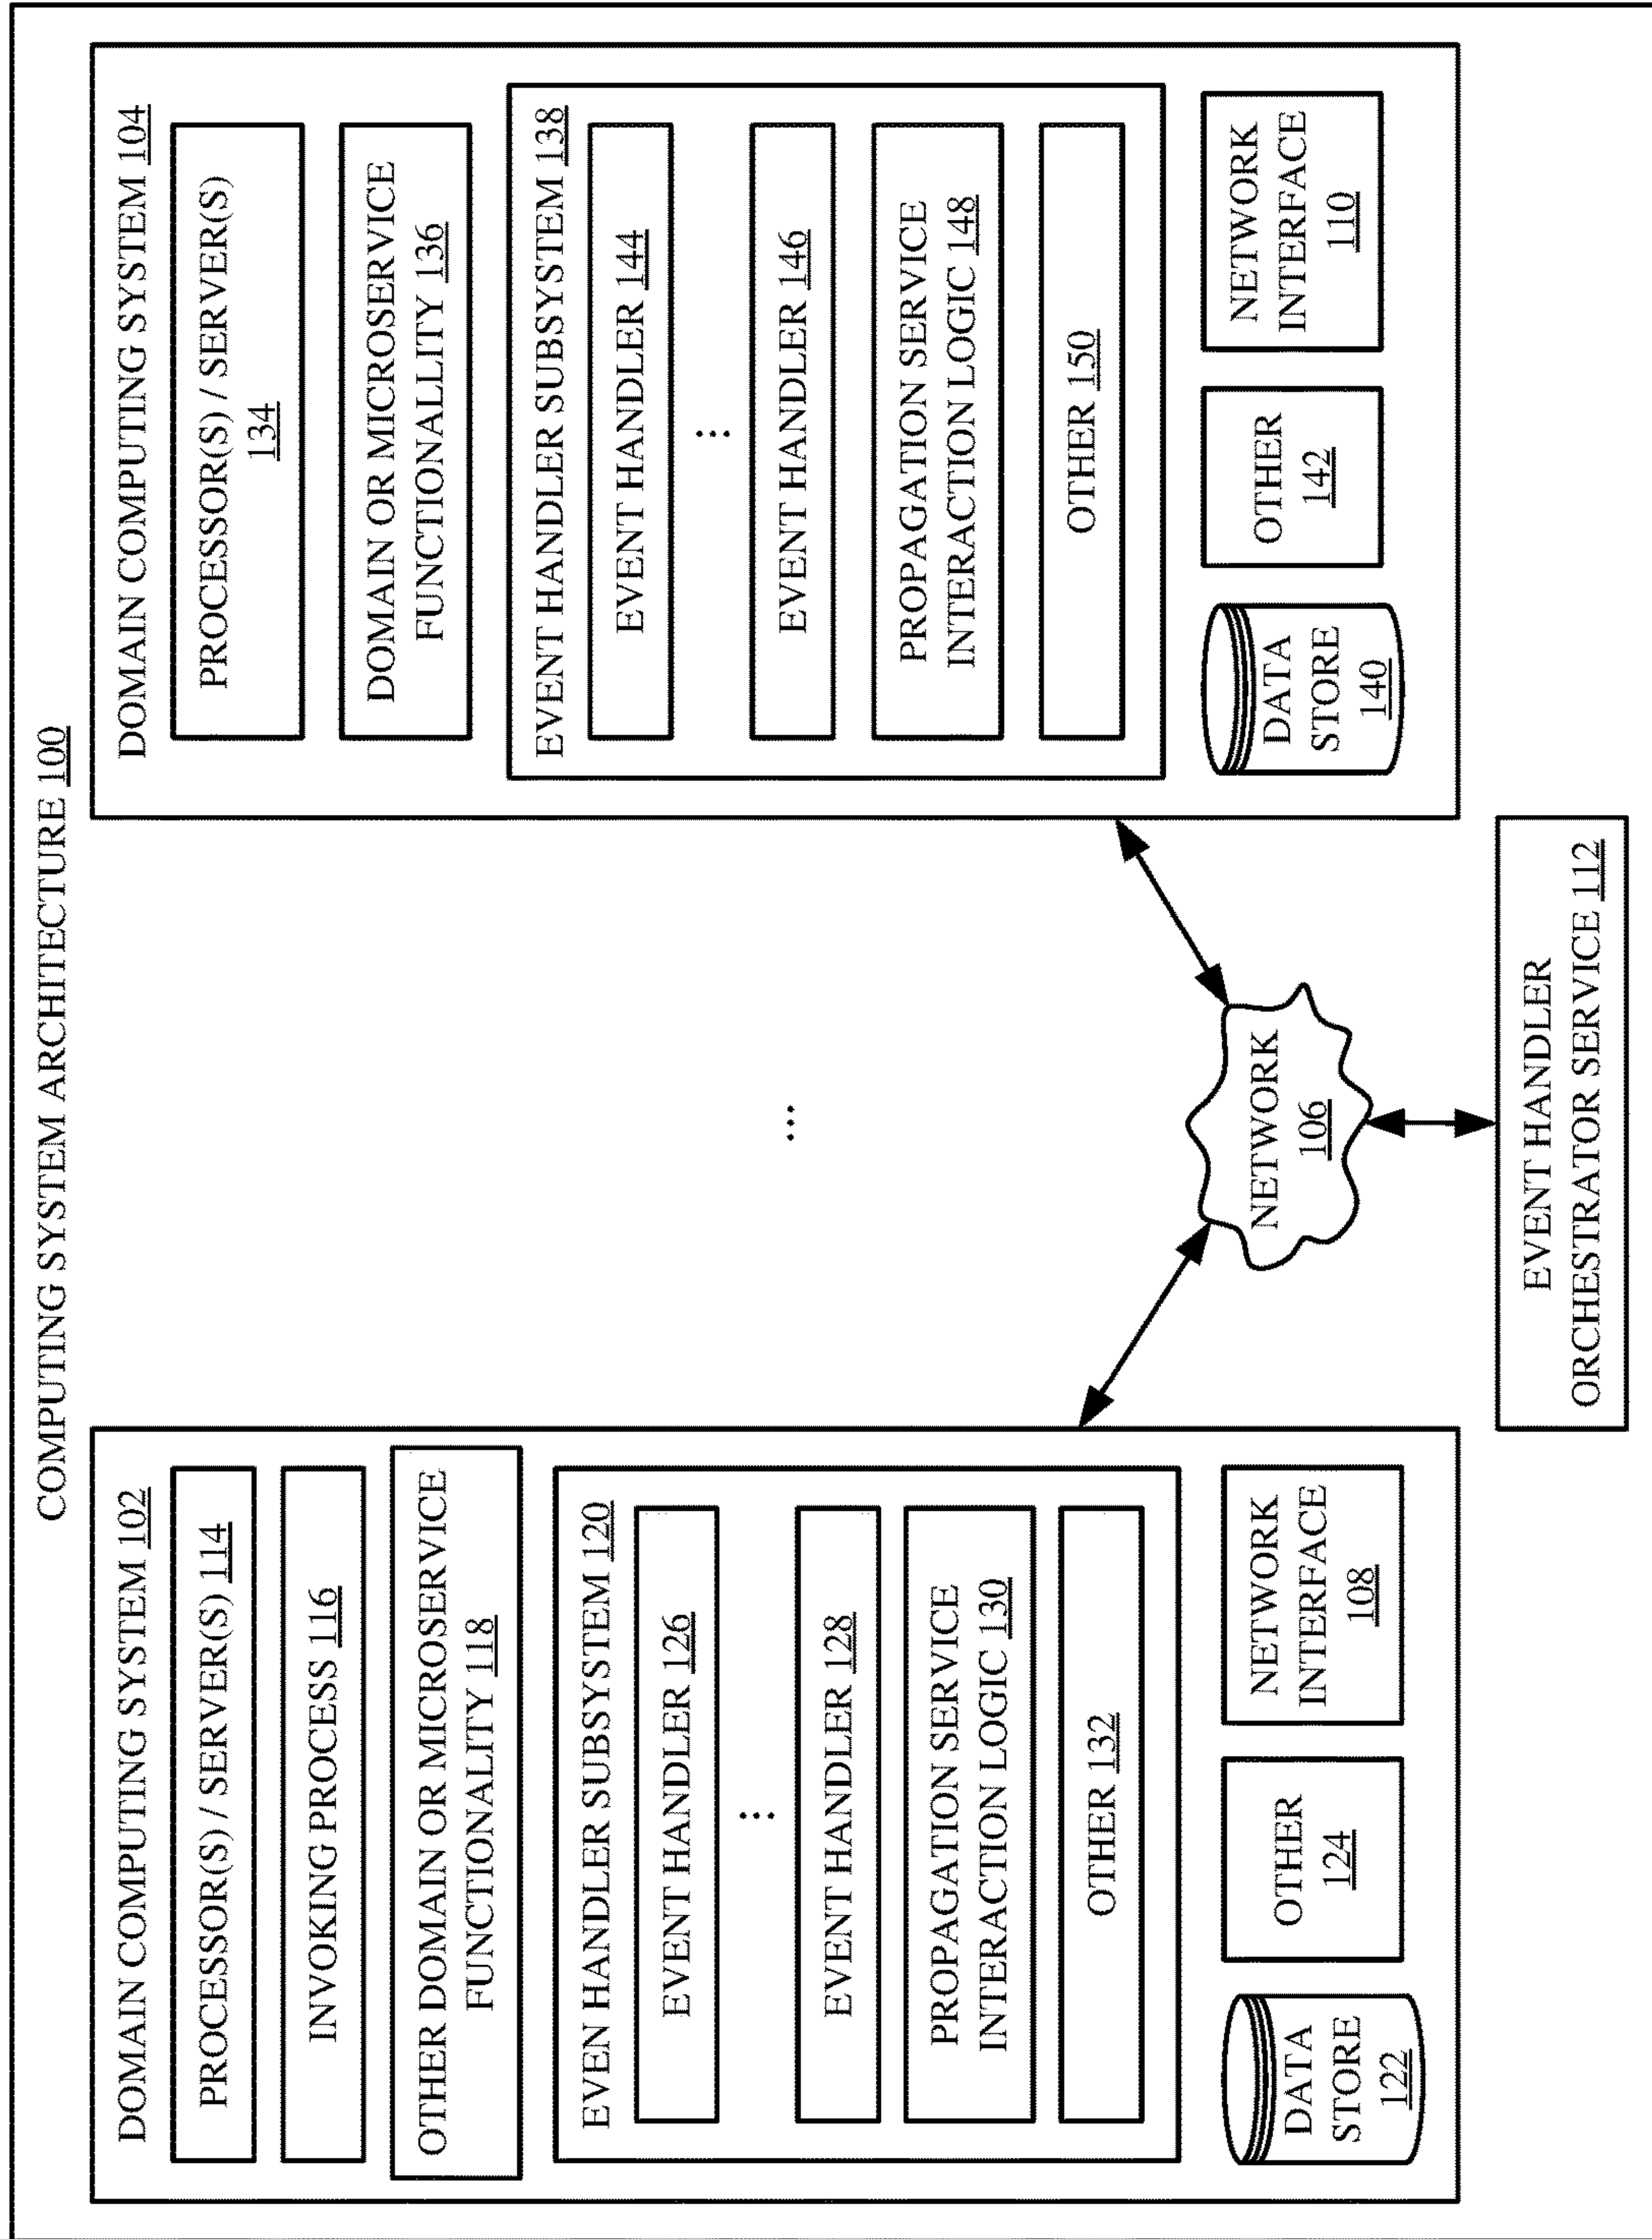 COMPUTING SYSTEM ARCHITECTURE 100
DOMAIN COMPUTING SYSTEM 102
PROCESSOR(S) / SERVER(S) 114
INVOKING PROCESS 116
OTHER DOMAIN OR MICROSERVICE
FUNCTIONALITY 118
EVEN HANDLER SUBSYSTEM 120
EVENT HANDLER 126
...
EVENT HANDLER 128
PROPAGATION SERVICE
INTERACTION LOGIC 130
OTHER 132
DATA
STORE
122
OTHER
124
NETWORK
INTERFACE
108
...
NETWORK
106
EVENT HANDLER
ORCHESTRATOR SERVICE 112
DOMAIN COMPUTING SYSTEM 104
PROCESSOR(S) / SERVER(S)
134
DOMAIN OR MICROSERVICE
FUNCTIONALLITY 136
EVENT HANDLER SUBSYSTEM 138
EVENT HANDLER 144
...
EVENT HANDLER 146
PROPAGATION SERVICE
INTERACTION LOGIC 148
OTHER 150
DATA
STORE
140
OTHER
142
NETWORK
INTERFACE
110